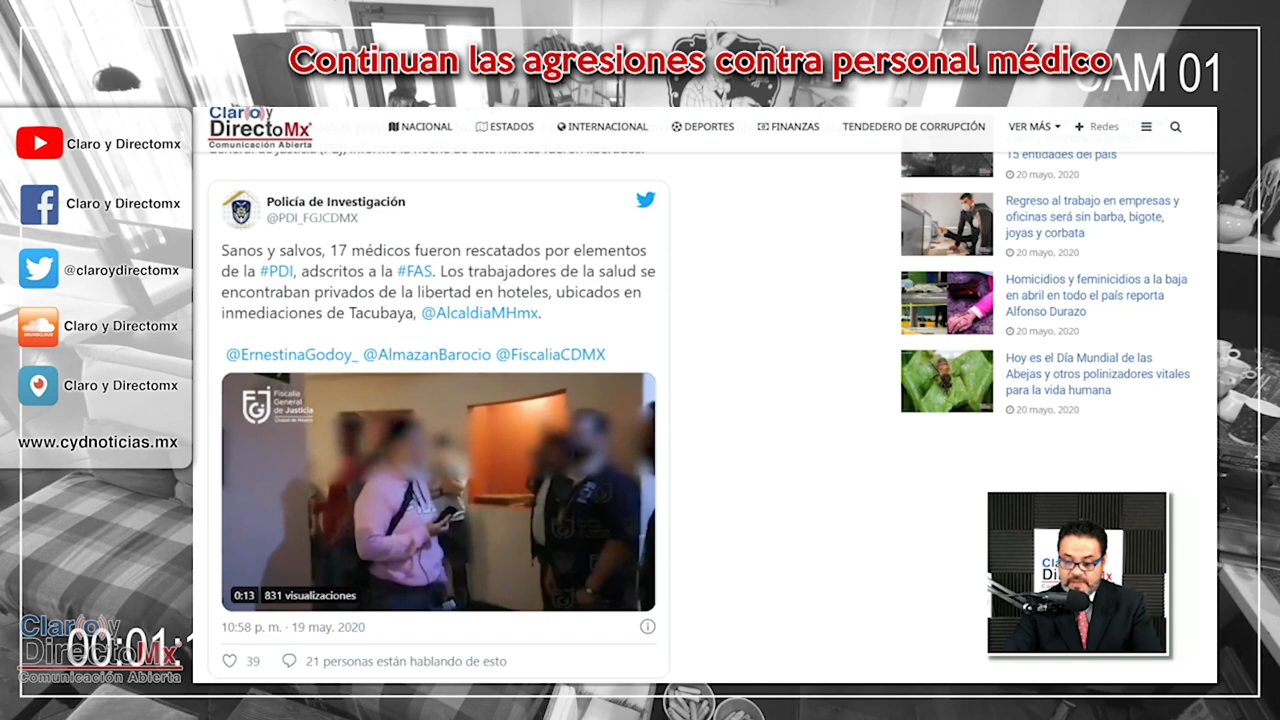 Continuan las agresiones contra personal médico
CAM 01
Claro y
DirectoMx
Comunicación Abierta
NACIONAL
ESTADOS
INTERNACIONAL
DEPORTES
FINANZAS
TENDEDERO DE CORRUPCIÓN
VER MÁS
Redes
Claro y Directomx
Claro y Directomx
@claroydirectomx
Claro y Directomx
Claro y Directomx
www.cydnoticias.mx
Policía de Investigación
@PDI_FGJCDMX
Sanos y salvos, 17 médicos fueron rescatados por elementos
de la #PDI, adscritos a la #FAS. Los trabajadores de la salud se
encontraban privados de la libertad en hoteles, ubicados en
inmediaciones de Tacubaya, @AlcaldiaMHmx.
@ErnestinaGodoy_ @AlmazanBarocio @FiscaliaCDMX
FGJ
Fiscalía
General
de Justicia
Ciudad de México
0:13 831 visualizaciones
10:58 p. m. · 19 may. 2020
39
21 personas están hablando de esto
15 entidades del país
20 mayo, 2020
Regreso al trabajo en empresas y
oficinas será sin barba, bigote,
joyas y corbata
20 mayo, 2020
Homicidios y feminicidios a la baja
en abril en todo el país reporta
Alfonso Durazo
20 mayo, 2020
Hoy es el Día Mundial de las
Abejas y otros polinizadores vitales
para la vida humana
20 mayo, 2020
Claro y
DirectoMx
Comunicación Abierta
00:01:1